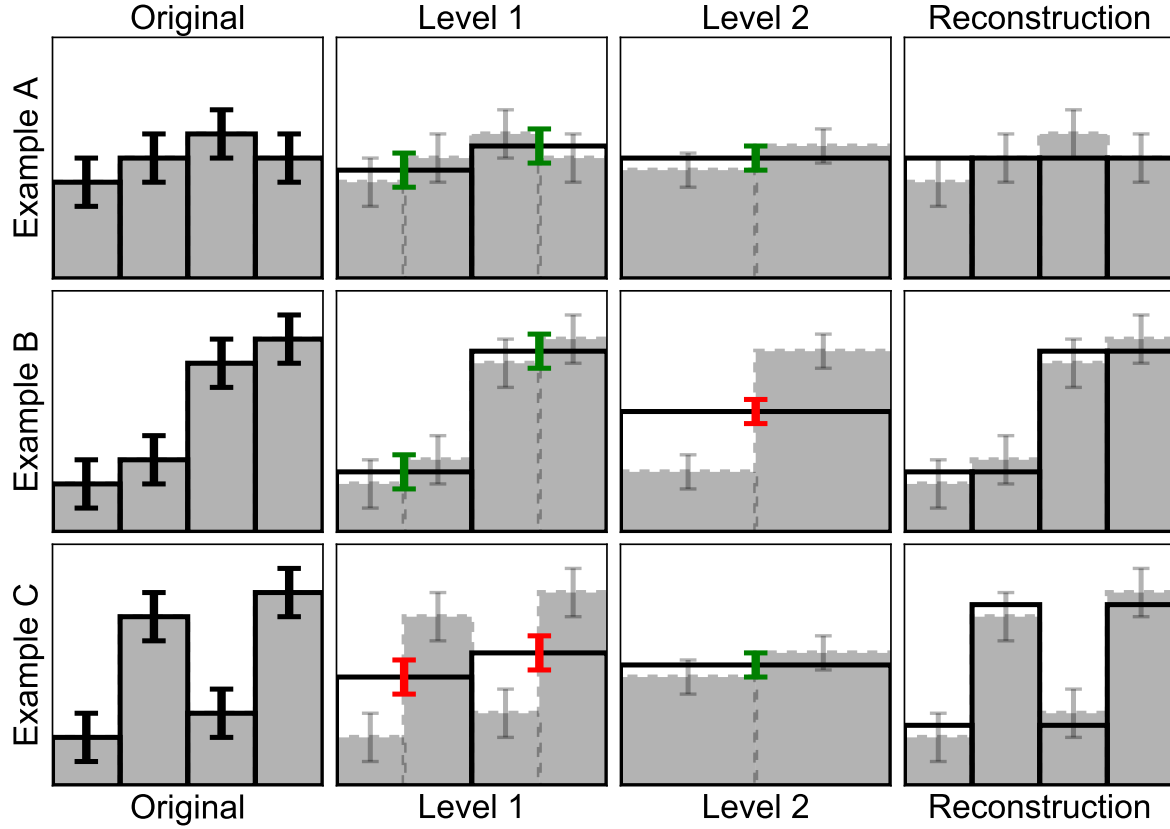 Original Level 1 Level 2 Reconstruction
Example A
Example B
Example C
Original Level 1 Level 2 Reconstruction